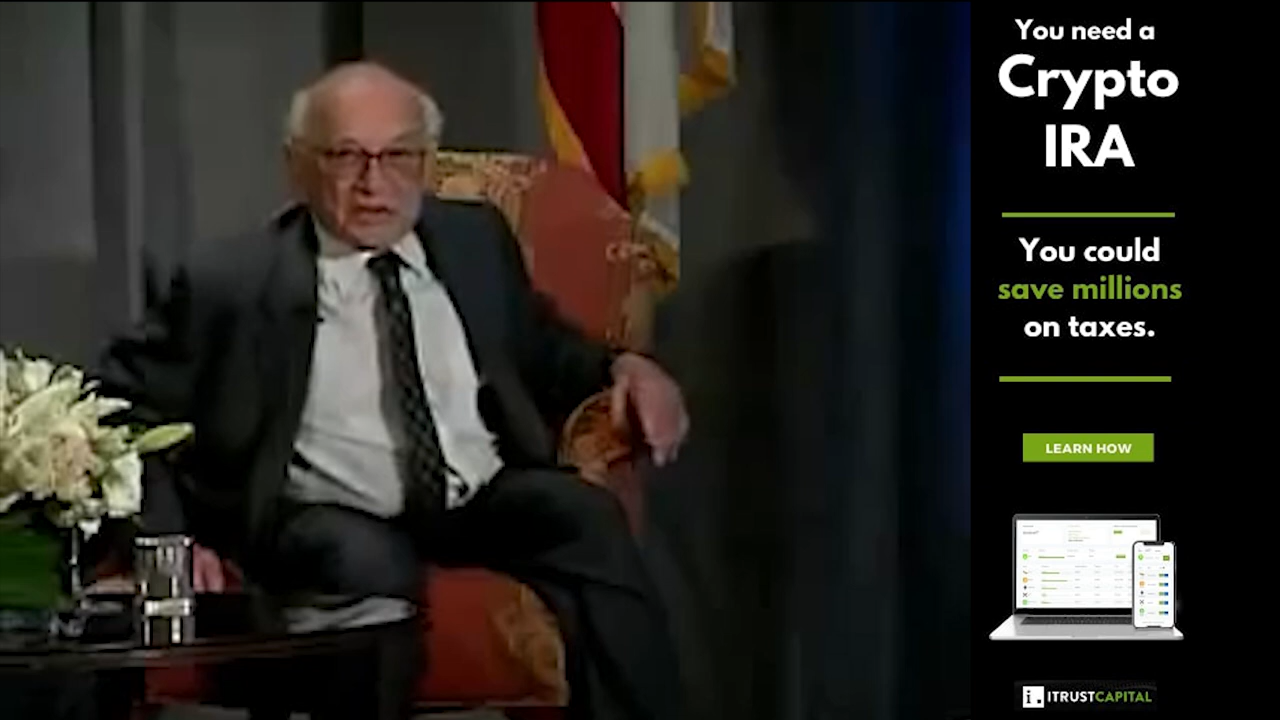 You need a
Crypto
IRA
You could
save millions
on taxes.
LEARN HOW
i. ITRUSTCAPITAL